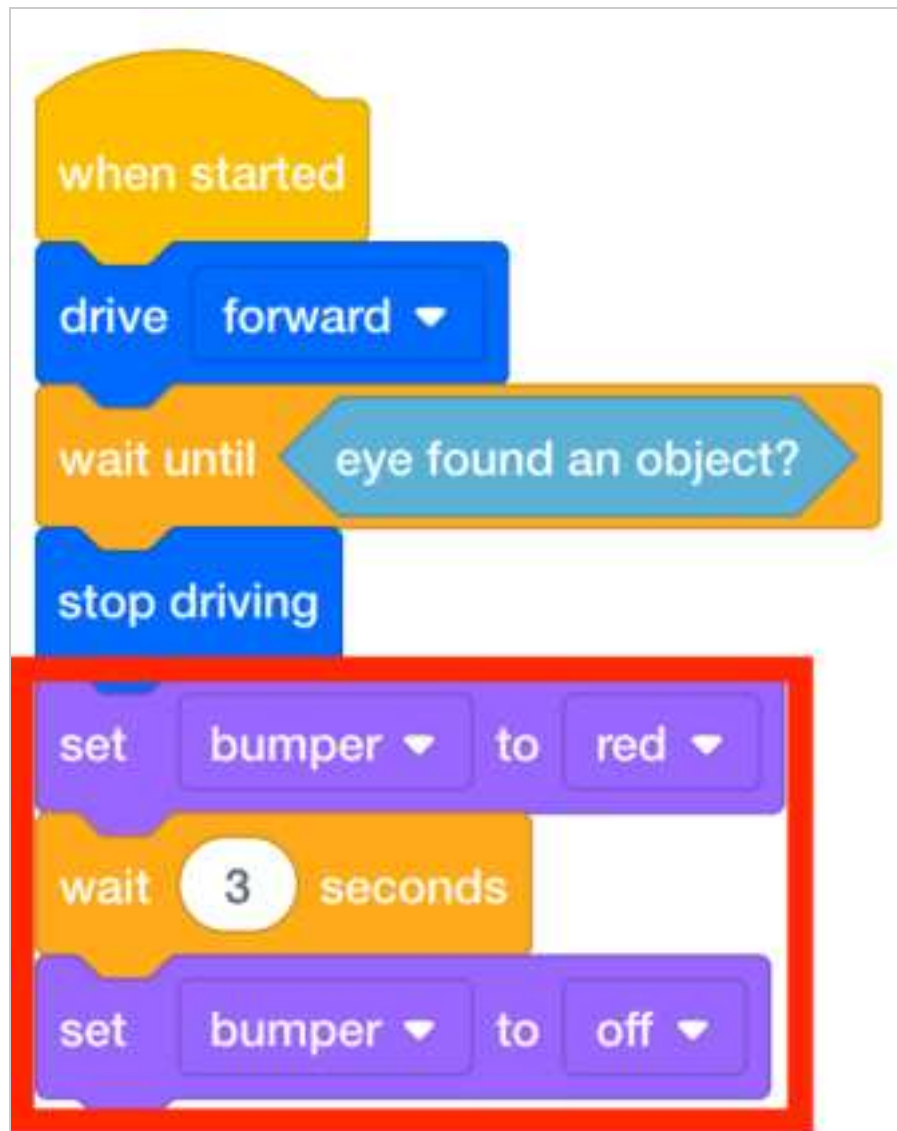 when started
drive forward
wait until eye found an object?
stop driving
set bumper to red
wait 3 seconds
set bumper to off